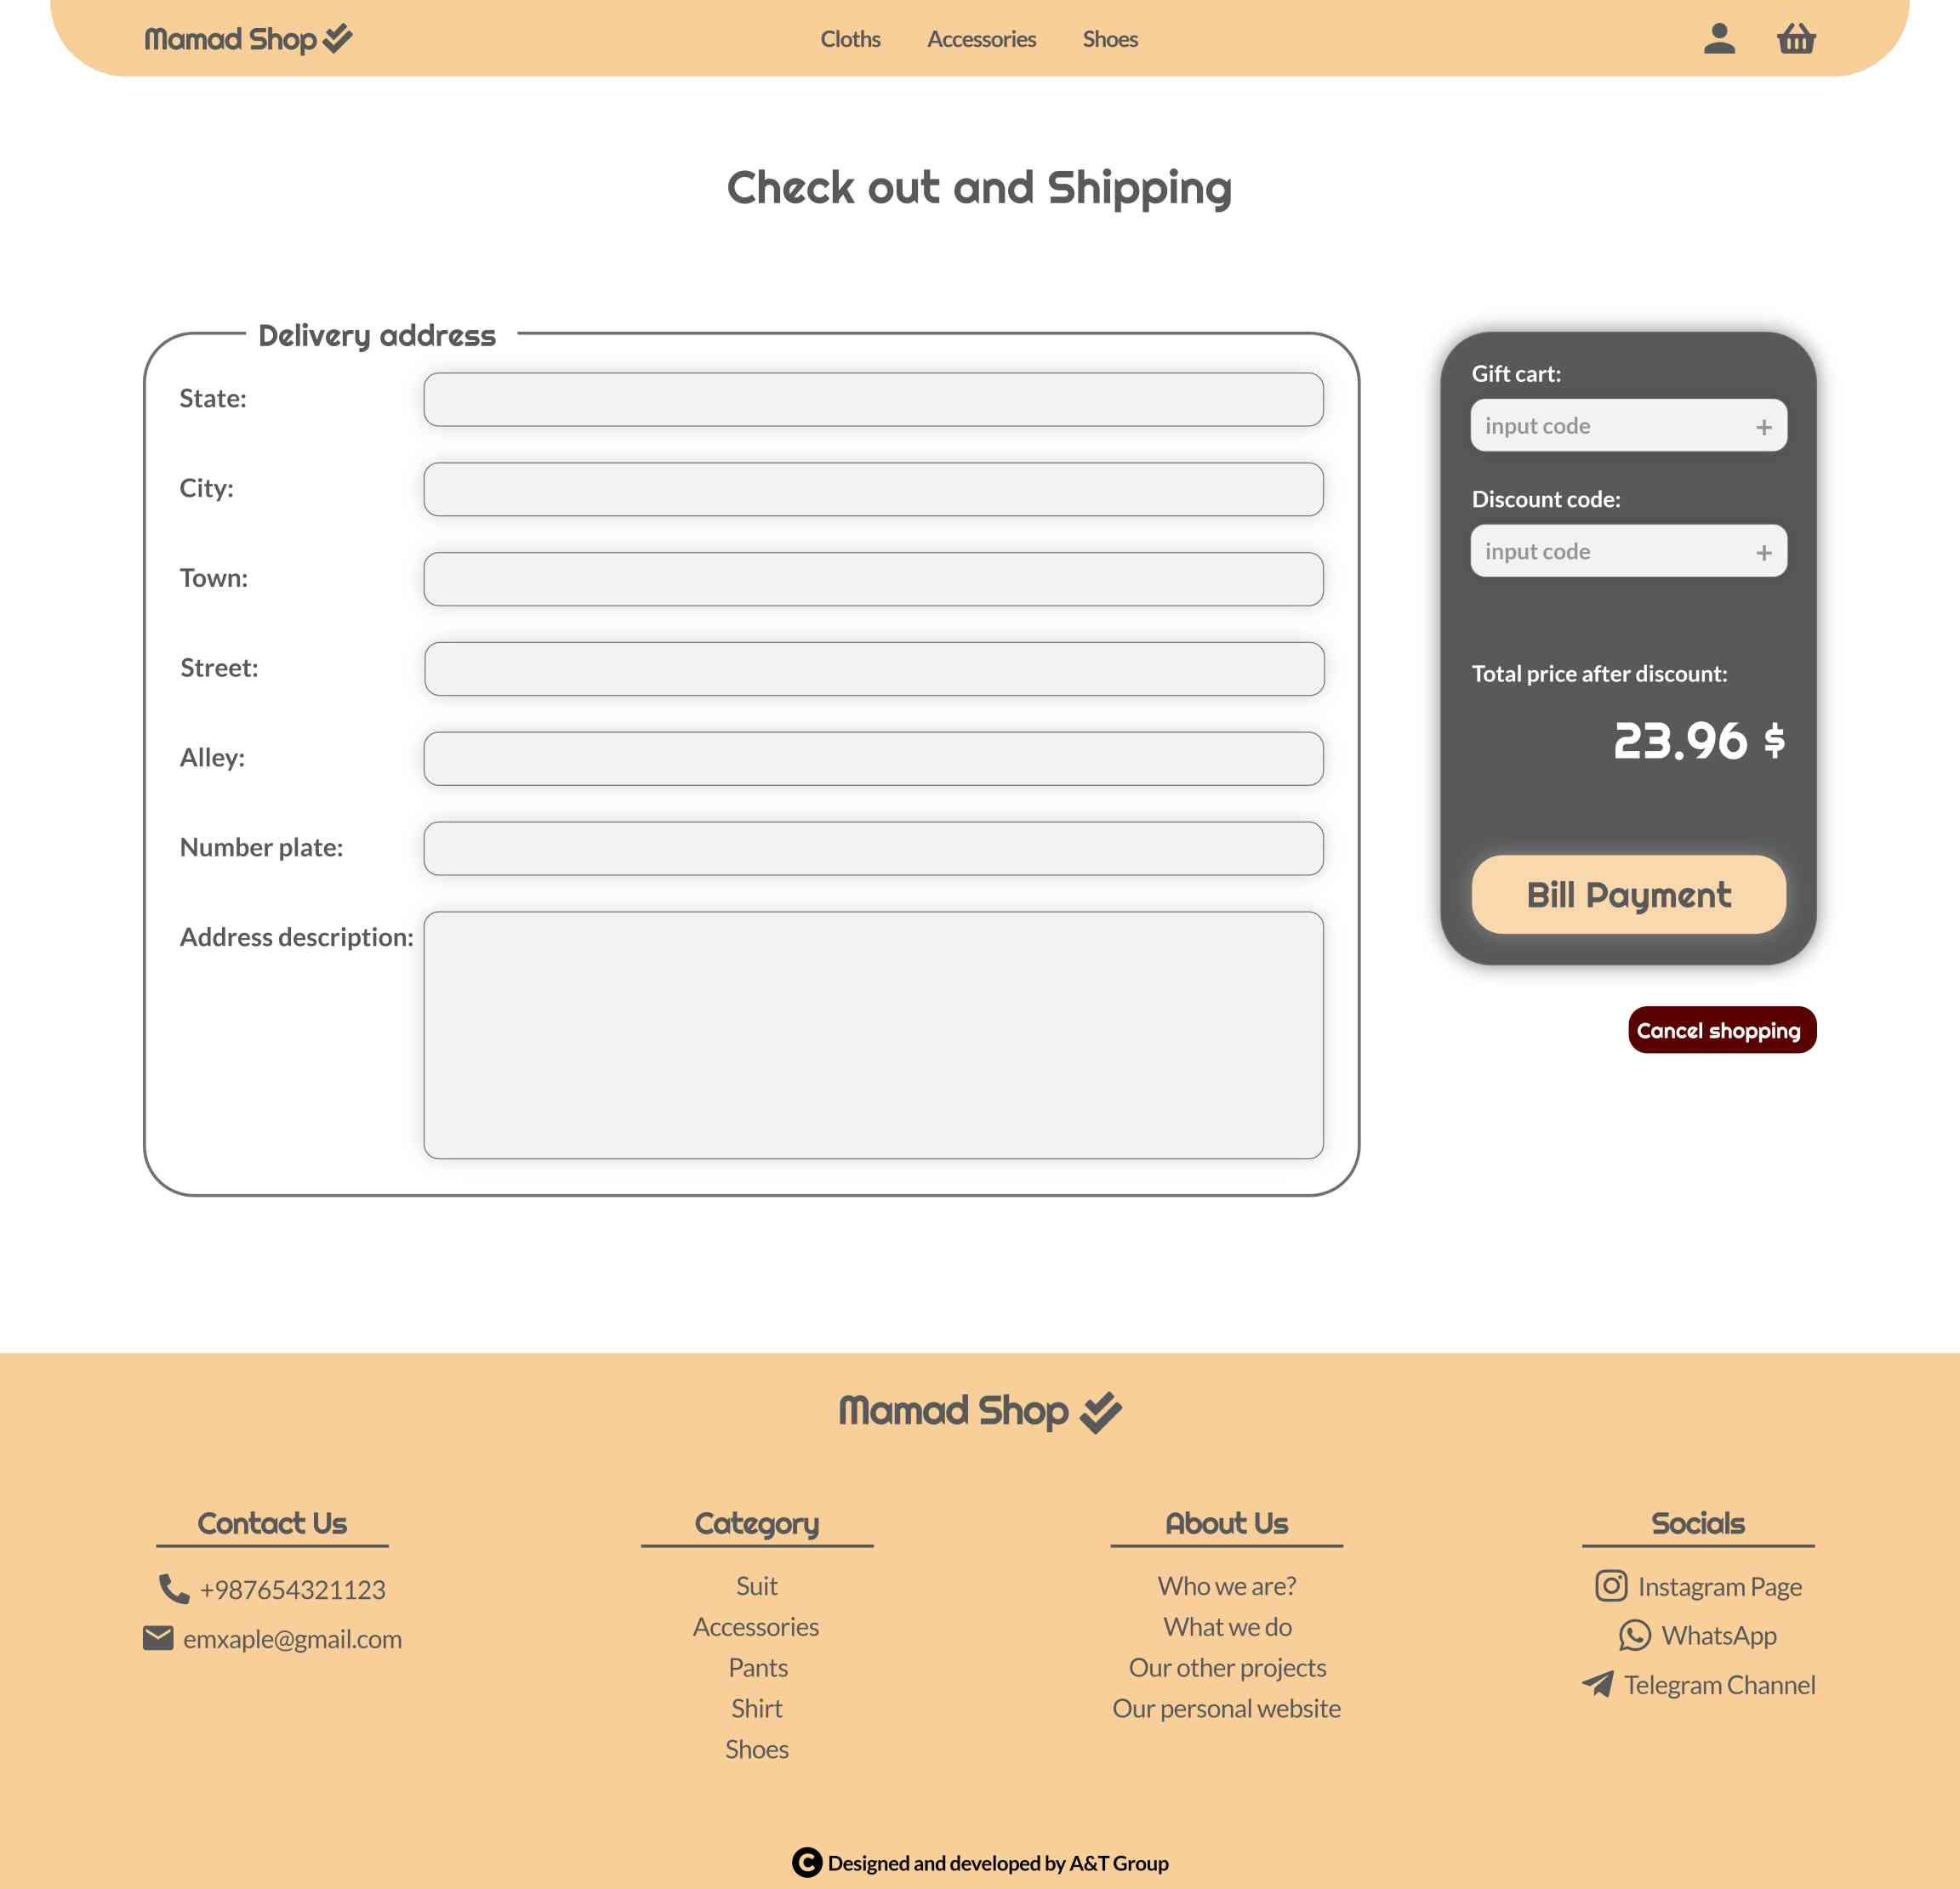 Mamad Shop
Cloths Accessories Shoes
Check out and Shipping
Delivery address
State:
City:
Town:
Street:
Alley:
Number plate:
Address description:
Gift cart:
input code +
Discount code:
input code +
Total price after discount:
23.96 $
Bill Payment
Cancel shopping
Mamad Shop
Contact Us
+987654321123
emxaple@gmail.com
Category
Suit
Accessories
Pants
Shirt
Shoes
About Us
Who we are?
What we do
Our other projects
Our personal website
Socials
Instagram Page
WhatsApp
Telegram Channel
C Designed and developed by A&T Group